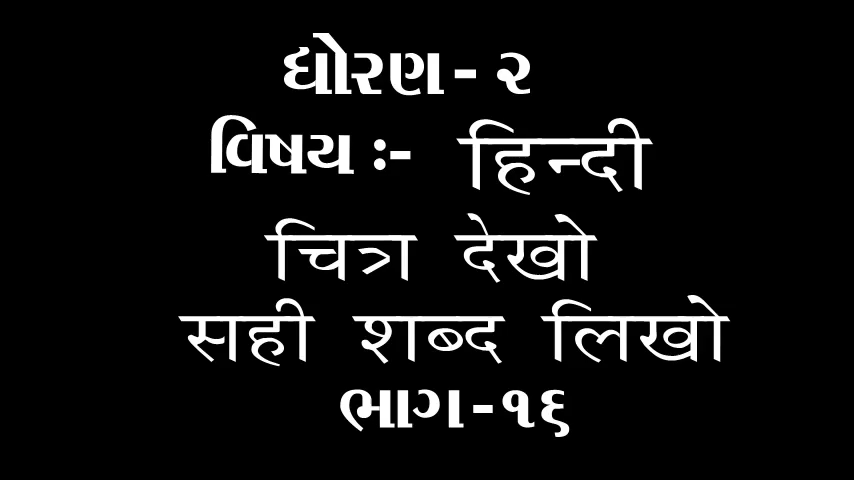 ધોરણ - ૨
વિષય :- हिन्दी
चित्र देखो
सही शब्द लिखो
ભાગ - ૧૬